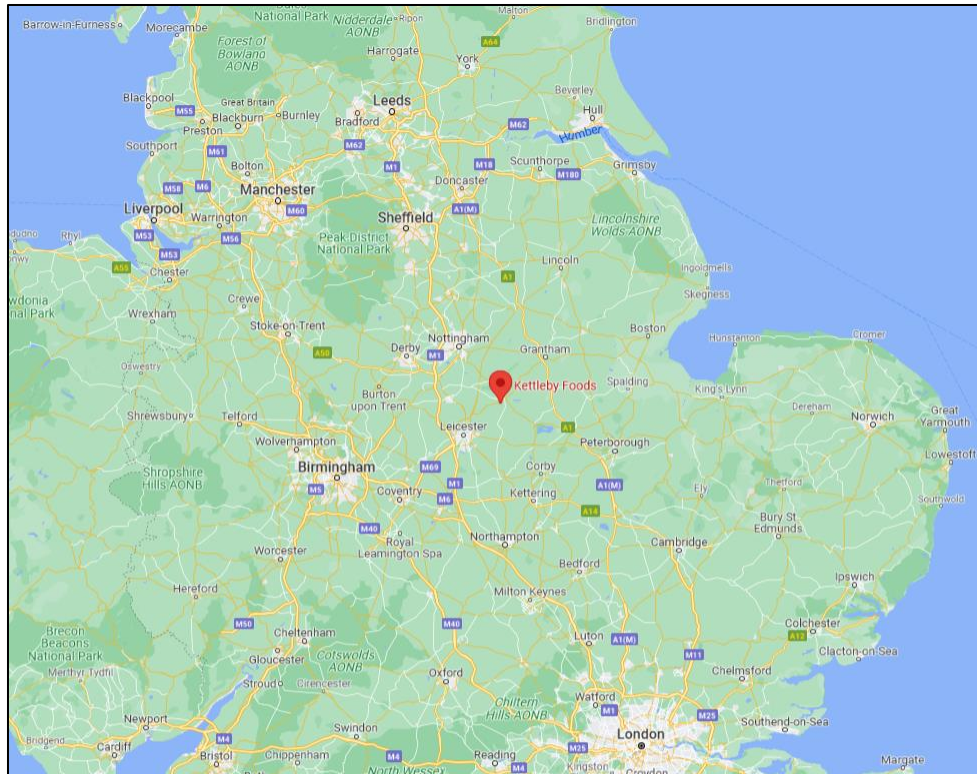 National Park
Nidderdale
AONB
Ripon
Malton
Bridlington
Barrow-in-Furness
Morecambe
Forest of
Bowland
AONB
Harrogate
York
A64
Blackpool
M55
Great Britain
Preston
Blackburn
Burnley
Bradford
Leeds
Beverley
Hull
Humber
Southport
M61
M62
M62
M1
M18
Scunthorpe
M180
Grimsby
Bolton
M58
M6
Manchester
M60
Doncaster
A1(M)
Liverpool
Warrington
M53
M56
Sheffield
Peak District
National Park
Lincolnshire
Wolds AONB
Rhyl
M53
A55
Chester
A1
Lincoln
Ingoldmells
Skegness
Crewe
Wrexham
Stoke-on-Trent
Nottingham
Derby
M1
A50
Grantham
Boston
Hunstanton
Cromer
Oswestry
Kettleby Foods
Burton
upon Trent
Spalding
King's Lynn
Dereham
Norwich
Great
Yarmouth
Shrewsbury
Telford
Leicester
A1
Peterborough
Wolverhampton
Birmingham
M69
M1
M5
M6
Coventry
Corby
Kettering
A1(M)
A14
Ely
Thetford
Lowestoft
Southwold
Shropshire
Hills AONB
Bury St
Edmunds
M40
Royal
Leamington Spa
Northampton
Cambridge
Worcester
Bedford
Hereford
Milton Keynes
Ipswich
M50
M40
Colchester
A12
Clacton-on-Sea
Brecon
Beacons
National Park
Cheltenham
Gloucester
Cotswolds
AONB
Luton
A1(M)
M11
Chelmsford
Merthyr Tydfil
Stroud
Cirencester
Oxford
Chiltern
Hills AONB
Watford
M1
M25
Southend-on-Sea
Newport
Swindon
London
Bridgend
Cardiff
M4
Bristol
Chippenham
M4
Reading
M4
M25
Kingston
Croydon
Margate
North Wessex